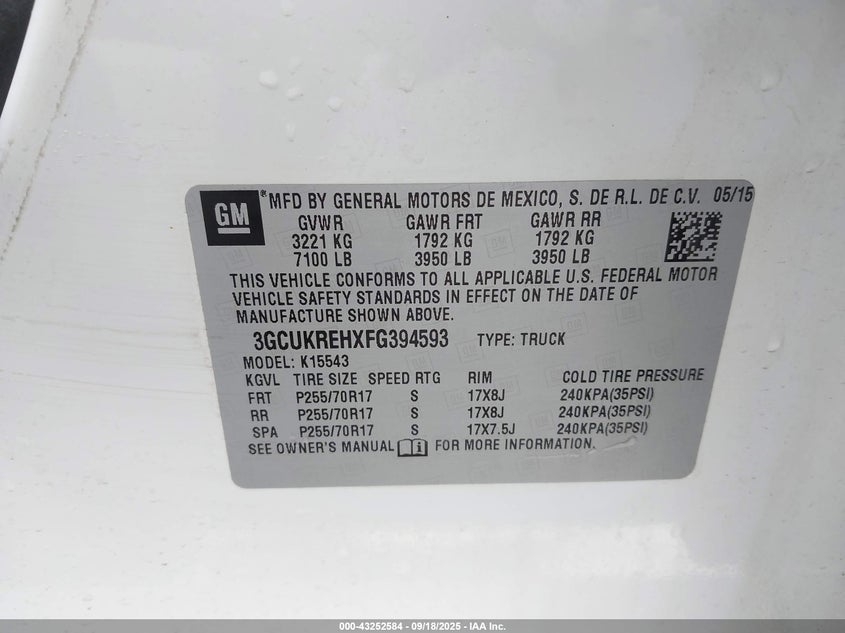 GM
®MFD BY GENERAL MOTORS DE MEXICO, S. DE R.L. DE C.V. 05/15
GVWR GAWR FRT GAWR RR
3221 KG 1792 KG 1792 KG
7100 LB 3950 LB 3950 LB
THIS VEHICLE CONFORMS TO ALL APPLICABLE U.S. FEDERAL MOTOR
VEHICLE SAFETY STANDARDS IN EFFECT ON THE DATE OF
MANUFACTURE SHOWN ABOVE.
3GCUKREHXFG394593 TYPE: TRUCK
MODEL: K15543
KGVL TIRE SIZE SPEED RTG RIM COLD TIRE PRESSURE
FRT P255/70R17 S 17X8J 240KPA(35PSI)
RR P255/70R17 S 17X8J 240KPA(35PSI)
SPA P255/70R17 S 17X7.5J 240KPA(35PSI)
SEE OWNER'S MANUAL FOR MORE INFORMATION.
000-43252584 - 09/18/2025 - IAA Inc.